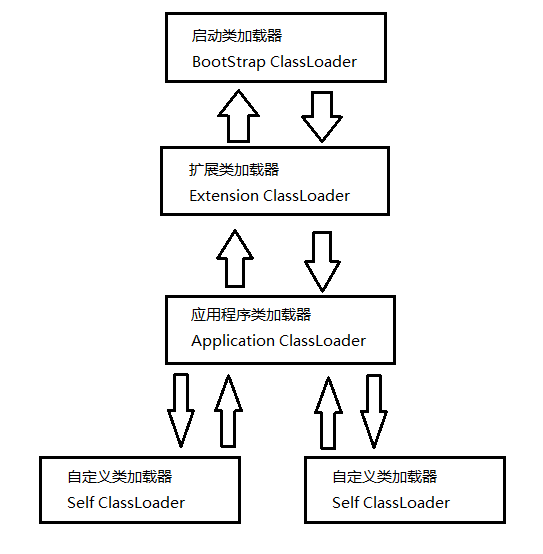 启动类加载器
BootStrap ClassLoader
扩展类加载器
Extension ClassLoader
应用程序类加载器
Application ClassLoader
自定义类加载器
Self ClassLoader
自定义类加载器
Self ClassLoader